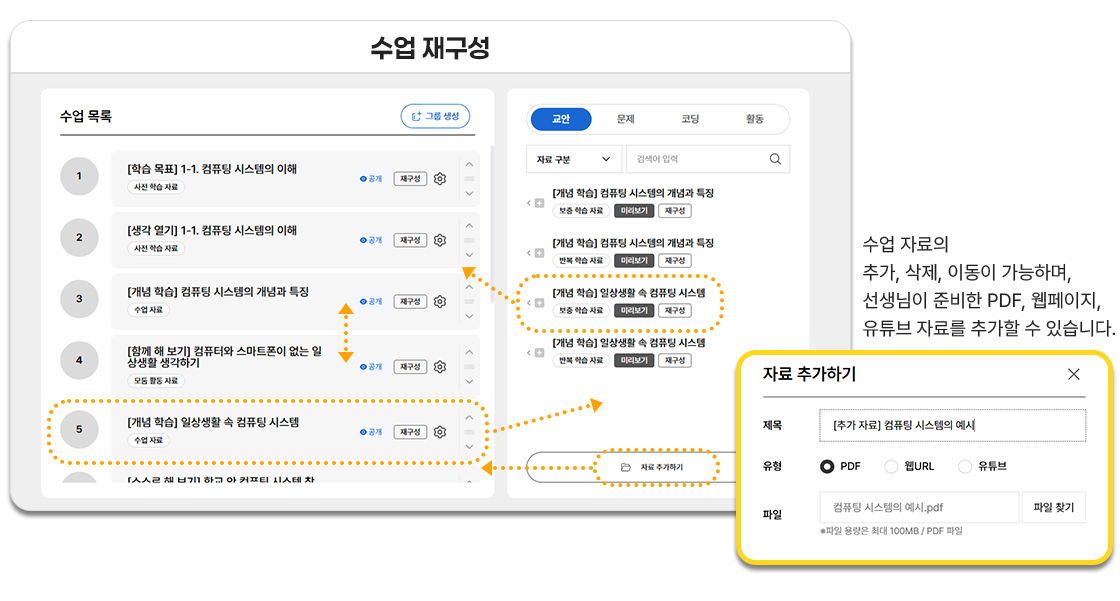 수업 재구성
수업 목록
그룹 생성
1
[학습 목표] 1-1. 컴퓨팅 시스템의 이해
사전 학습 자료
공개
재구성
2
[생각 열기] 1-1. 컴퓨팅 시스템의 이해
사전 학습 자료
공개
재구성
3
[개념 학습] 컴퓨팅 시스템의 개념과 특징
수업 자료
공개
재구성
4
[함께 해 보기] 컴퓨터와 스마트폰이 없는 일
상생활 생각하기
모둠 활동 자료
공개
재구성
5
[개념 학습] 일상생활 속 컴퓨팅 시스템
수업 자료
공개
재구성
교안
문제
코딩
활동
자료 구분
검색어 입력
[개념 학습] 컴퓨팅 시스템의 개념과 특징
보충 학습 자료
미리보기
재구성
[개념 학습] 컴퓨팅 시스템의 개념과 특징
반복 학습 자료
미리보기
재구성
[개념 학습] 일상생활 속 컴퓨팅 시스템
보충 학습 자료
미리보기
재구성
[개념 학습] 일상생활 속 컴퓨팅 시스템
반복 학습 자료
미리보기
재구성
자료 추가하기
수업 자료의
추가, 삭제, 이동이 가능하며,
선생님이 준비한 PDF, 웹페이지,
유튜브 자료를 추가할 수 있습니다.
자료 추가하기
제목
[추가 자료] 컴퓨팅 시스템의 예시
유형
PDF
웹URL
유튜브
파일
컴퓨팅 시스템의 예시.pdf
파일 찾기
※파일 용량은 최대 100MB / PDF 파일